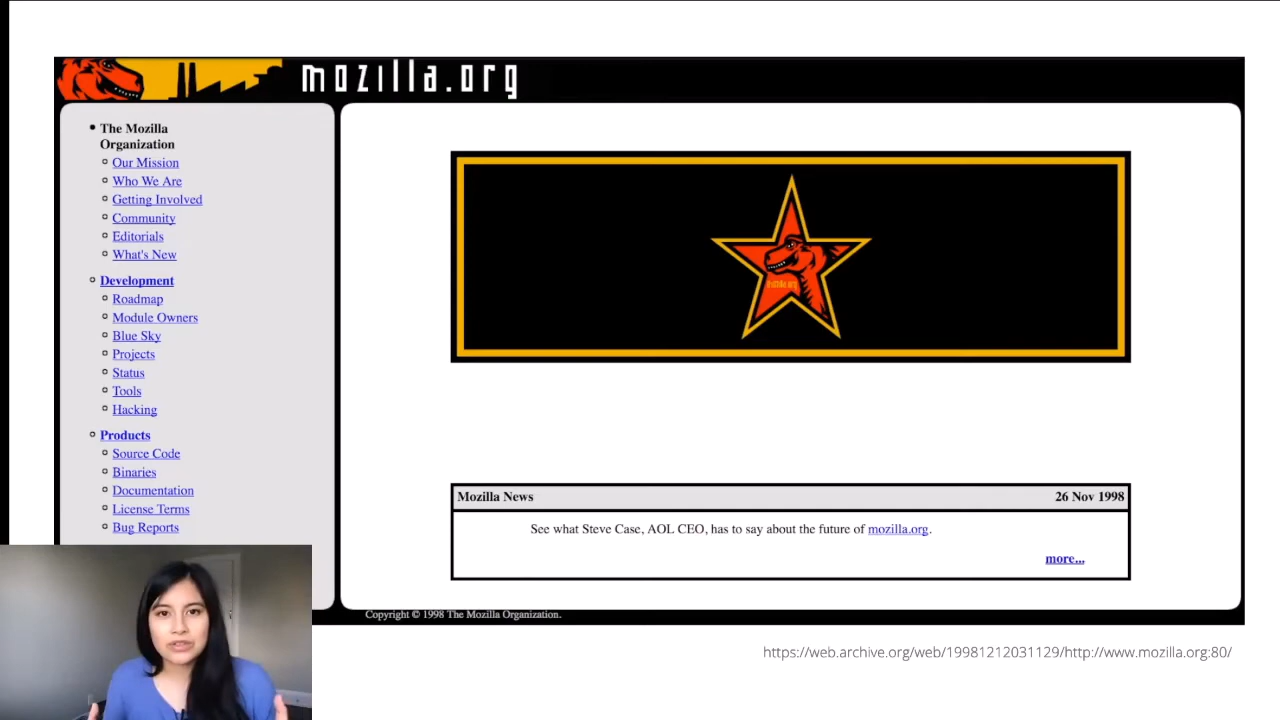 mozilla.org
The Mozilla
Organization
Our Mission
Who We Are
Getting Involved
Community
Editorials
What's New
Development
Roadmap
Module Owners
Blue Sky
Projects
Status
Tools
Hacking
Products
Source Code
Binaries
Documentation
License Terms
Bug Reports
mozilla.org
Mozilla News 26 Nov 1998
See what Steve Case, AOL CEO, has to say about the future of mozilla.org.
more...
Copyright © 1998 The Mozilla Organization.
https://web.archive.org/web/19981212031129/http://www.mozilla.org:80/